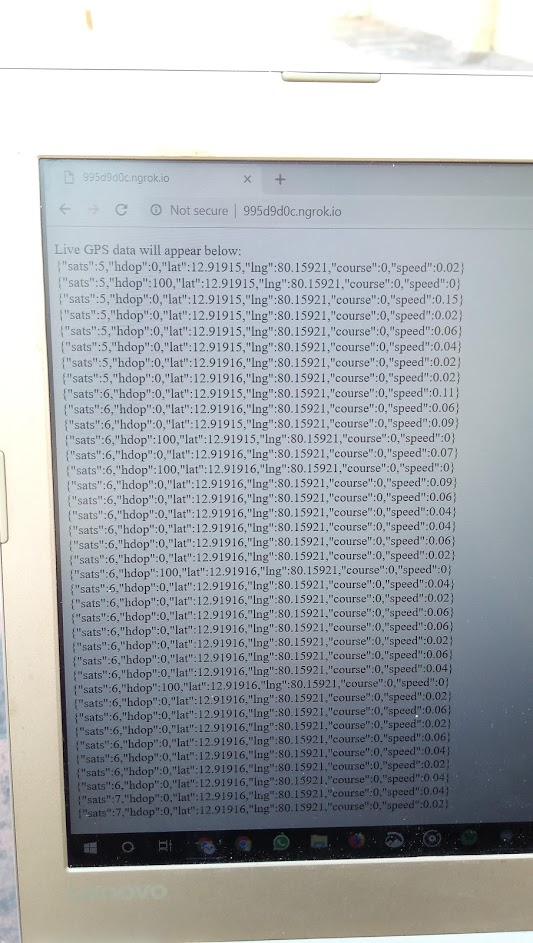 995d9d0c.ngrok.io
Not secure | 995d9d0c.ngrok.io
Live GPS data will appear below:
{"sats":5,"hdop":0,"lat":12.91915,"lng":80.15921,"course":0,"speed":0.02}
{"sats":5,"hdop":100,"lat":12.91915,"lng":80.15921,"course":0,"speed":0}
{"sats":5,"hdop":0,"lat":12.91915,"lng":80.15921,"course":0,"speed":0.15}
{"sats":5,"hdop":0,"lat":12.91915,"lng":80.15921,"course":0,"speed":0.02}
{"sats":5,"hdop":0,"lat":12.91915,"lng":80.15921,"course":0,"speed":0.06}
{"sats":5,"hdop":0,"lat":12.91915,"lng":80.15921,"course":0,"speed":0.04}
{"sats":5,"hdop":0,"lat":12.91916,"lng":80.15921,"course":0,"speed":0.02}
{"sats":5,"hdop":0,"lat":12.91916,"lng":80.15921,"course":0,"speed":0.02}
{"sats":6,"hdop":0,"lat":12.91915,"lng":80.15921,"course":0,"speed":0.11}
{"sats":6,"hdop":0,"lat":12.91916,"lng":80.15921,"course":0,"speed":0.06}
{"sats":6,"hdop":0,"lat":12.91915,"lng":80.15921,"course":0,"speed":0.09}
{"sats":6,"hdop":100,"lat":12.91915,"lng":80.15921,"course":0,"speed":0}
{"sats":6,"hdop":0,"lat":12.91916,"lng":80.15921,"course":0,"speed":0.07}
{"sats":6,"hdop":100,"lat":12.91916,"lng":80.15921,"course":0,"speed":0}
{"sats":6,"hdop":0,"lat":12.91916,"lng":80.15921,"course":0,"speed":0.09}
{"sats":6,"hdop":0,"lat":12.91916,"lng":80.15921,"course":0,"speed":0.06}
{"sats":6,"hdop":0,"lat":12.91916,"lng":80.15921,"course":0,"speed":0.04}
{"sats":6,"hdop":0,"lat":12.91916,"lng":80.15921,"course":0,"speed":0.04}
{"sats":6,"hdop":0,"lat":12.91916,"lng":80.15921,"course":0,"speed":0.06}
{"sats":6,"hdop":0,"lat":12.91916,"lng":80.15921,"course":0,"speed":0.02}
{"sats":6,"hdop":100,"lat":12.91916,"lng":80.15921,"course":0,"speed":0}
{"sats":5,"hdop":0,"lat":12.91916,"lng":80.15921,"course":0,"speed":0.04}
{"sats":6,"hdop":0,"lat":12.91916,"lng":80.15921,"course":0,"speed":0.02}
{"sats":6,"hdop":0,"lat":12.91916,"lng":80.15921,"course":0,"speed":0.06}
{"sats":6,"hdop":0,"lat":12.91916,"lng":80.15921,"course":0,"speed":0.06}
{"sats":6,"hdop":0,"lat":12.91916,"lng":80.15921,"course":0,"speed":0.02}
{"sats":6,"hdop":0,"lat":12.91916,"lng":80.15921,"course":0,"speed":0.06}
{"sats":6,"hdop":0,"lat":12.91916,"lng":80.15921,"course":0,"speed":0.04}
{"sats":6,"hdop":100,"lat":12.91916,"lng":80.15921,"course":0,"speed":0}
{"sats":6,"hdop":0,"lat":12.91916,"lng":80.15921,"course":0,"speed":0.02}
{"sats":6,"hdop":0,"lat":12.91916,"lng":80.15921,"course":0,"speed":0.06}
{"sats":6,"hdop":0,"lat":12.91916,"lng":80.15921,"course":0,"speed":0.02}
{"sats":6,"hdop":0,"lat":12.91916,"lng":80.15921,"course":0,"speed":0.06}
{"sats":6,"hdop":0,"lat":12.91916,"lng":80.15921,"course":0,"speed":0.04}
{"sats":6,"hdop":0,"lat":12.91916,"lng":80.15921,"course":0,"speed":0.02}
{"sats":6,"hdop":0,"lat":12.91916,"lng":80.15921,"course":0,"speed":0.04}
{"sats":7,"hdop":0,"lat":12.91916,"lng":80.15921,"course":0,"speed":0.04}
{"sats":7,"hdop":0,"lat":12.91916,"lng":80.15921,"course":0,"speed":0.02}
lenovo